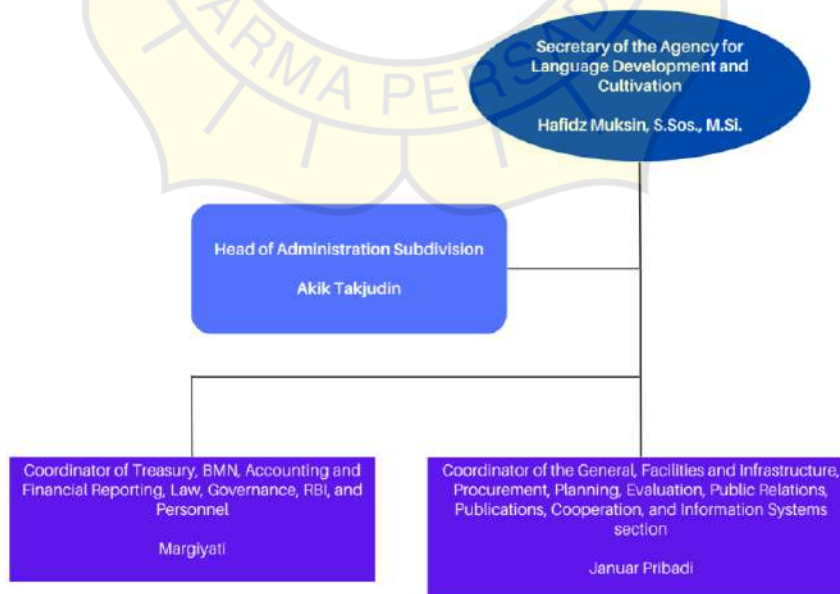 ARMA PERSAD
Secretary of the Agency for
Language Development and
Cultivation
Hafidz Muksin, S.Sos., M.Si.
Head of Administration Subdivision
Akik Takjudin
Coordinator of Treasury, BMN, Accounting and
Financial Reporting, Law, Governance, RBI, and
Personnel
Margiyati
Coordinator of the General, Facilities and Infrastructure,
Procurement, Planning, Evaluation, Public Relations,
Publications, Cooperation, and Information Systems
section
Januar Pribadi